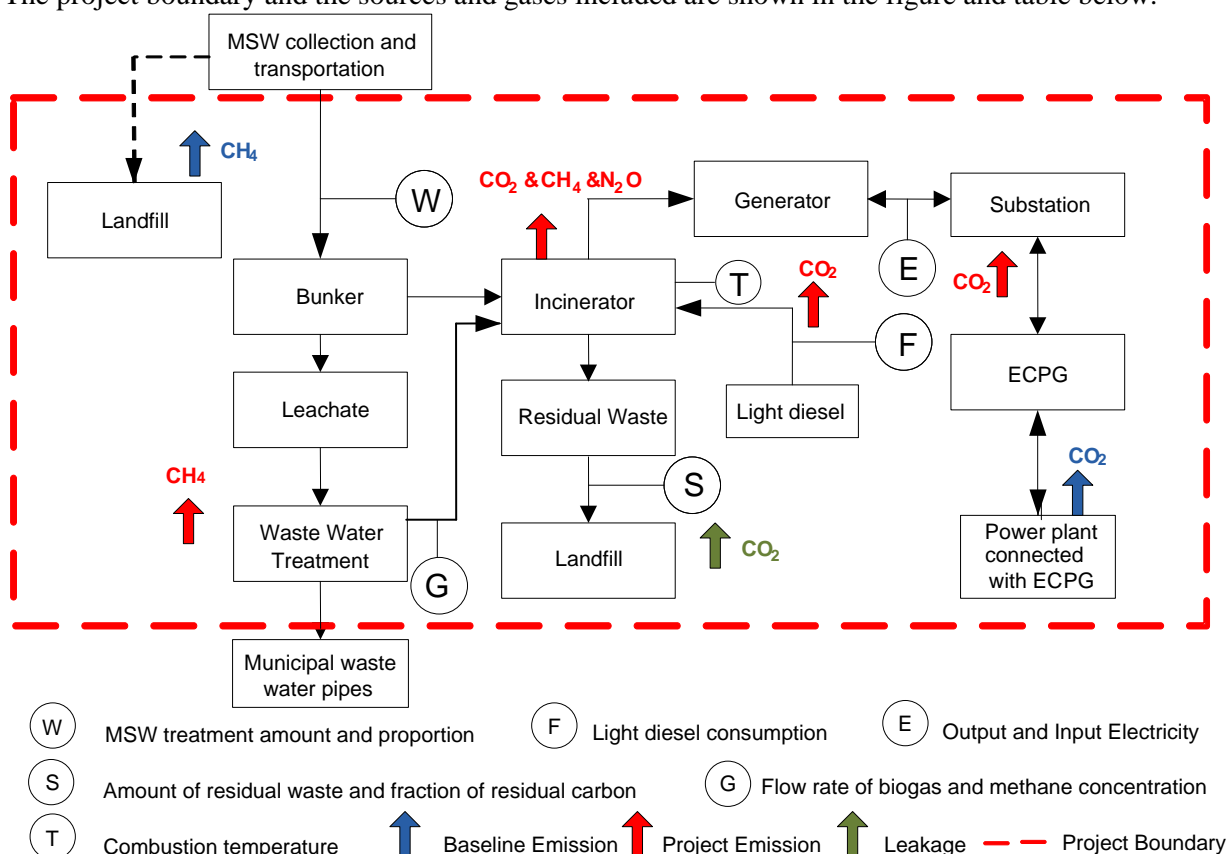 The project boundary and the sources and gases included are shown in the figure and table below.
MSW collection and
transportation
CH4
Landfill
W
CO2 &CH4 &N2O
Generator
Substation
E
Bunker
Incinerator
T
CO2
CO2
F
ECPG
Leachate
Residual Waste
Light diesel
CH4
S
CO2
Waste Water
Treatment
G
Landfill
CO2
Power plant
connected
with ECPG
Municipal waste
water pipes
W MSW treatment amount and proportion F Light diesel consumption E Output and Input Electricity
S Amount of residual waste and fraction of residual carbon G Flow rate of biogas and methane concentration
T Combustion temperature Baseline Emission Project Emission Leakage Project Boundary